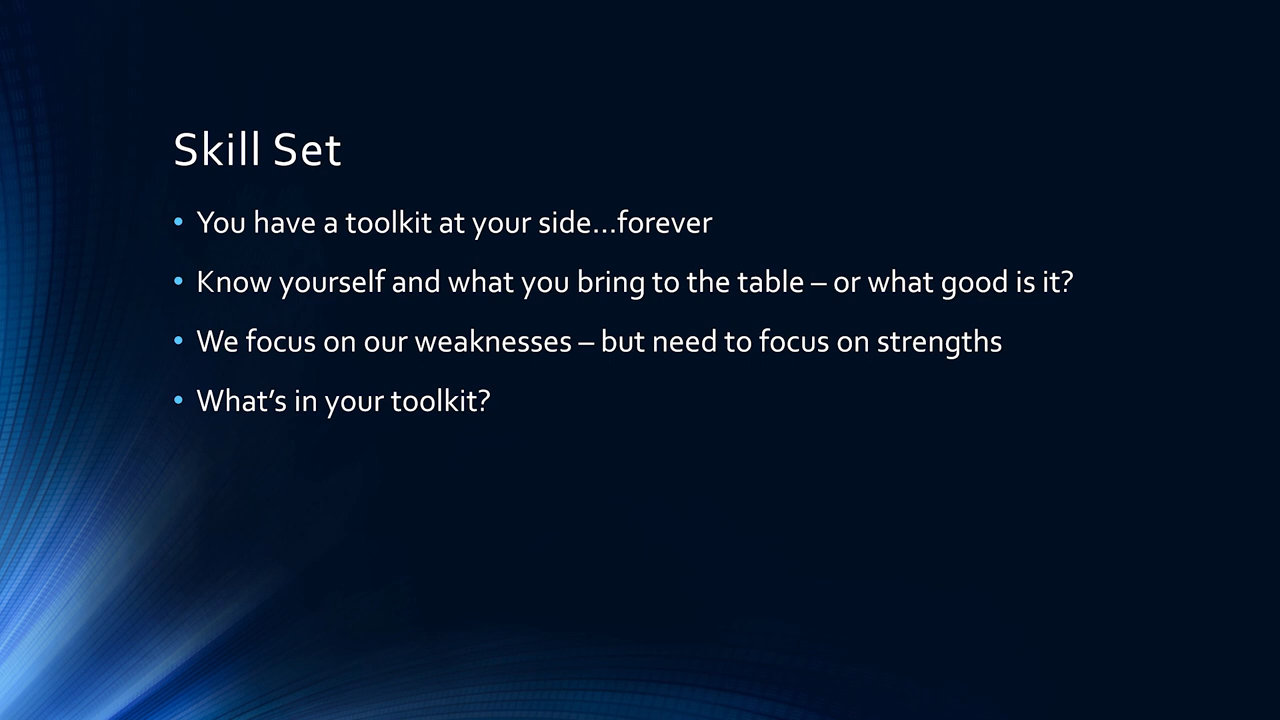 Skill Set
• You have a toolkit at your side...forever
• Know yourself and what you bring to the table – or what good is it?
• We focus on our weaknesses – but need to focus on strengths
• What’s in your toolkit?